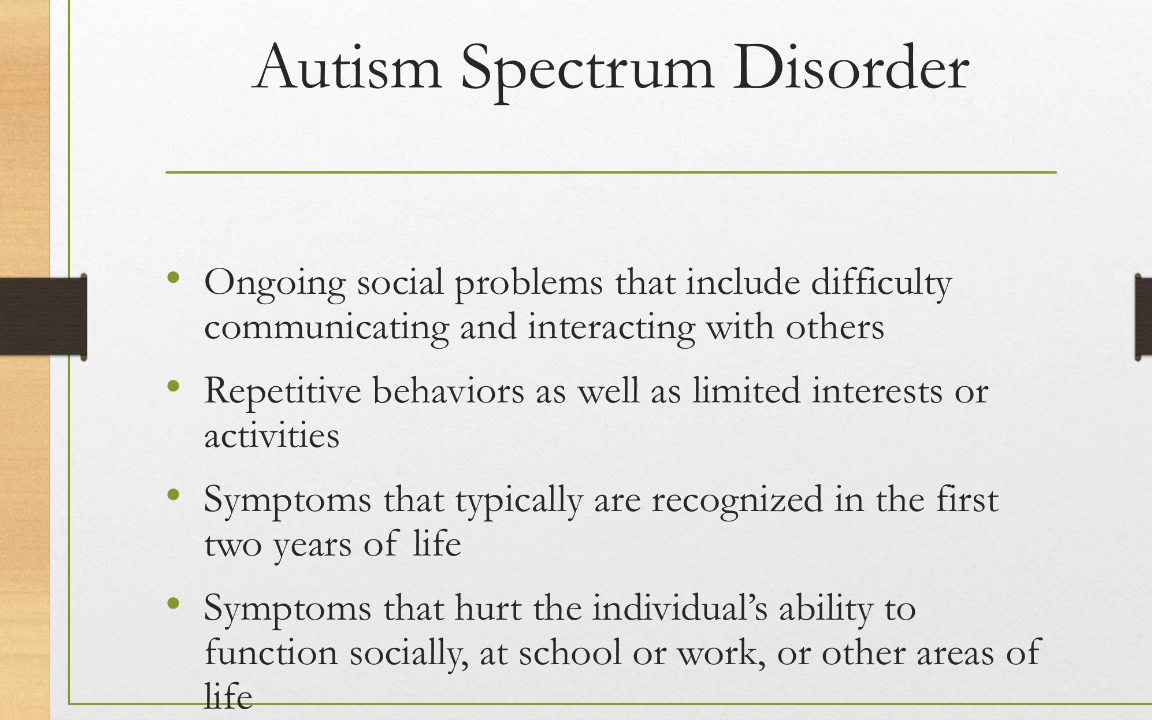 Autism Spectrum Disorder
• Ongoing social problems that include difficulty
communicating and interacting with others
• Repetitive behaviors as well as limited interests or
activities
• Symptoms that typically are recognized in the first
two years of life
• Symptoms that hurt the individual’s ability to
function socially, at school or work, or other areas of
life